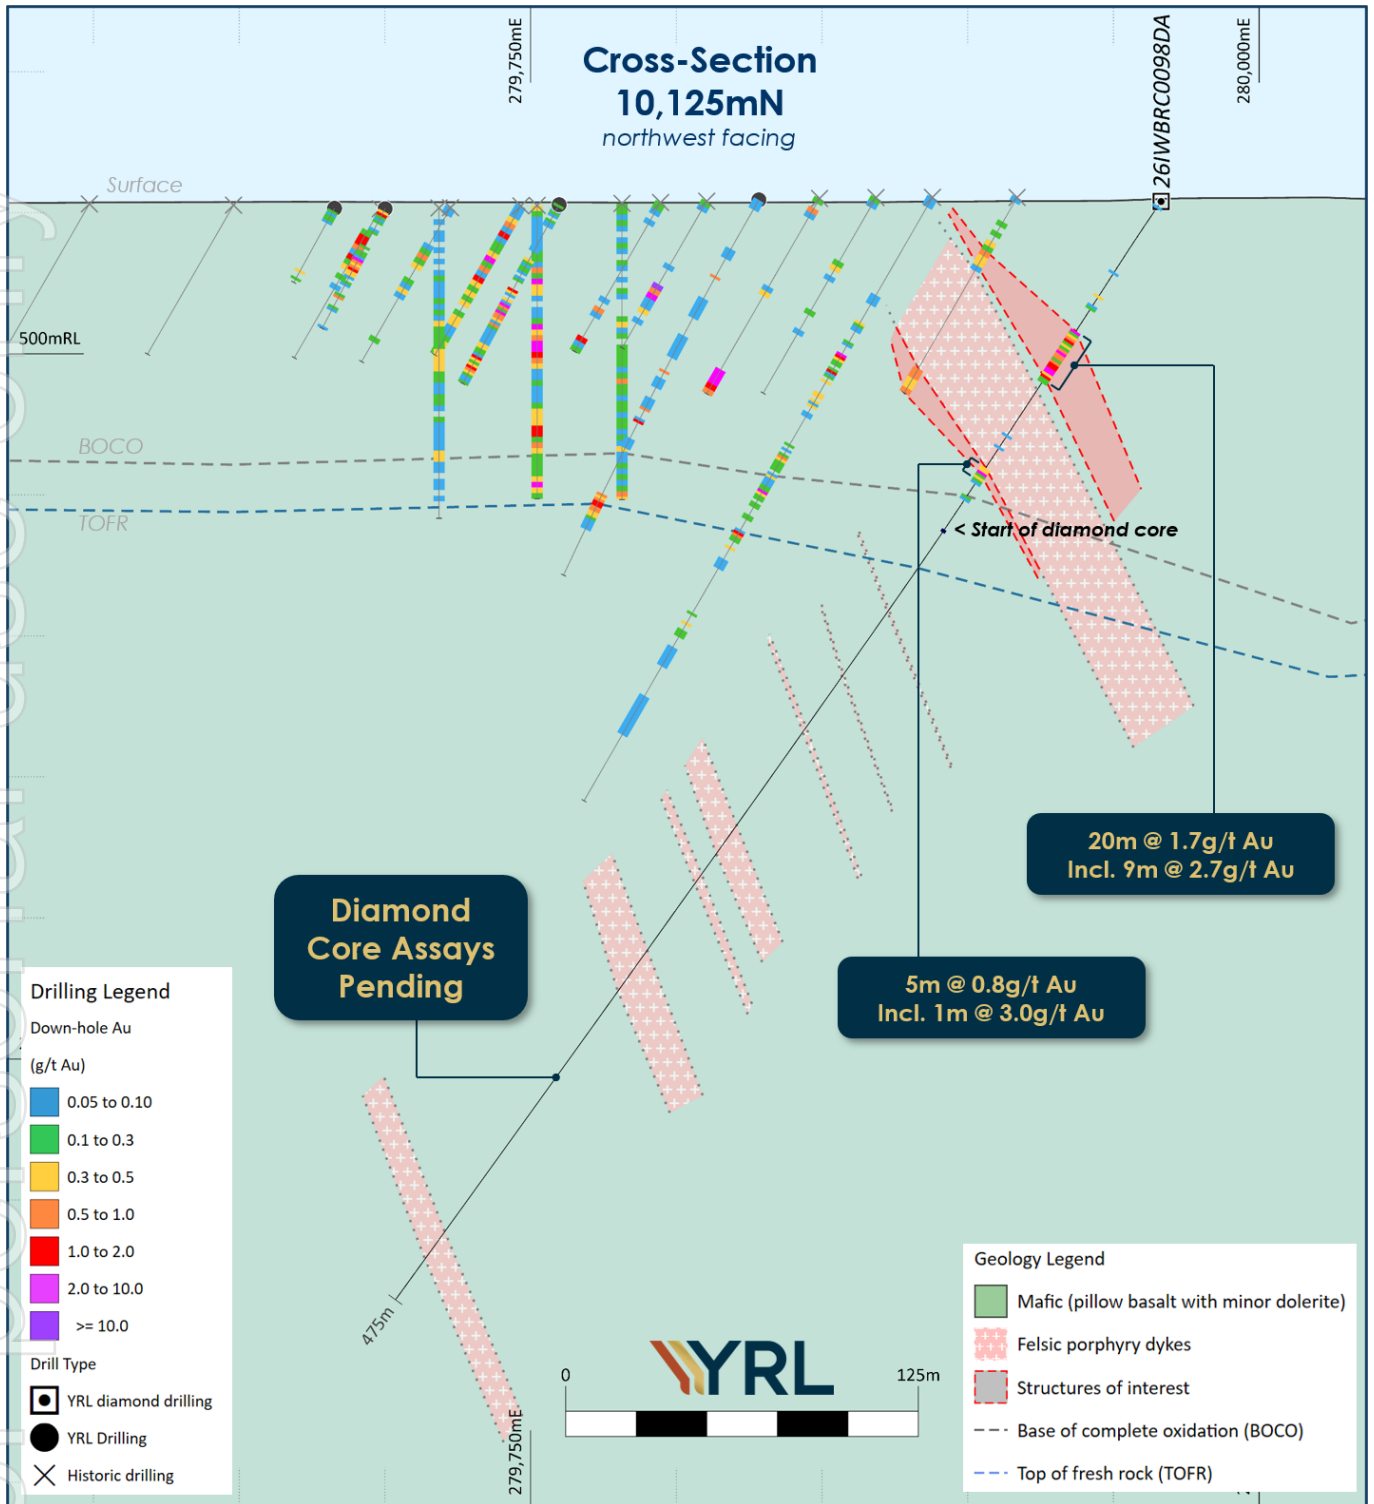 Cross-Section
10,125mN
northwest facing
279,750mE
26IWBRC0098DA
280,000mE
Surface
500mRL
BOCO
TOFR
< Start of diamond core
20m @ 1.7g/t Au
Incl. 9m @ 2.7g/t Au
5m @ 0.8g/t Au
Incl. 1m @ 3.0g/t Au
Diamond
Core Assays
Pending
475m
Drilling Legend
Down-hole Au
(g/t Au)
0.05 to 0.10
0.1 to 0.3
0.3 to 0.5
0.5 to 1.0
1.0 to 2.0
2.0 to 10.0
>= 10.0
Drill Type
YRL diamond drilling
YRL Drilling
Historic drilling
279,750mE
YRL
0 125m
Geology Legend
Mafic (pillow basalt with minor dolerite)
Felsic porphyry dykes
Structures of interest
Base of complete oxidation (BOCO)
Top of fresh rock (TOFR)